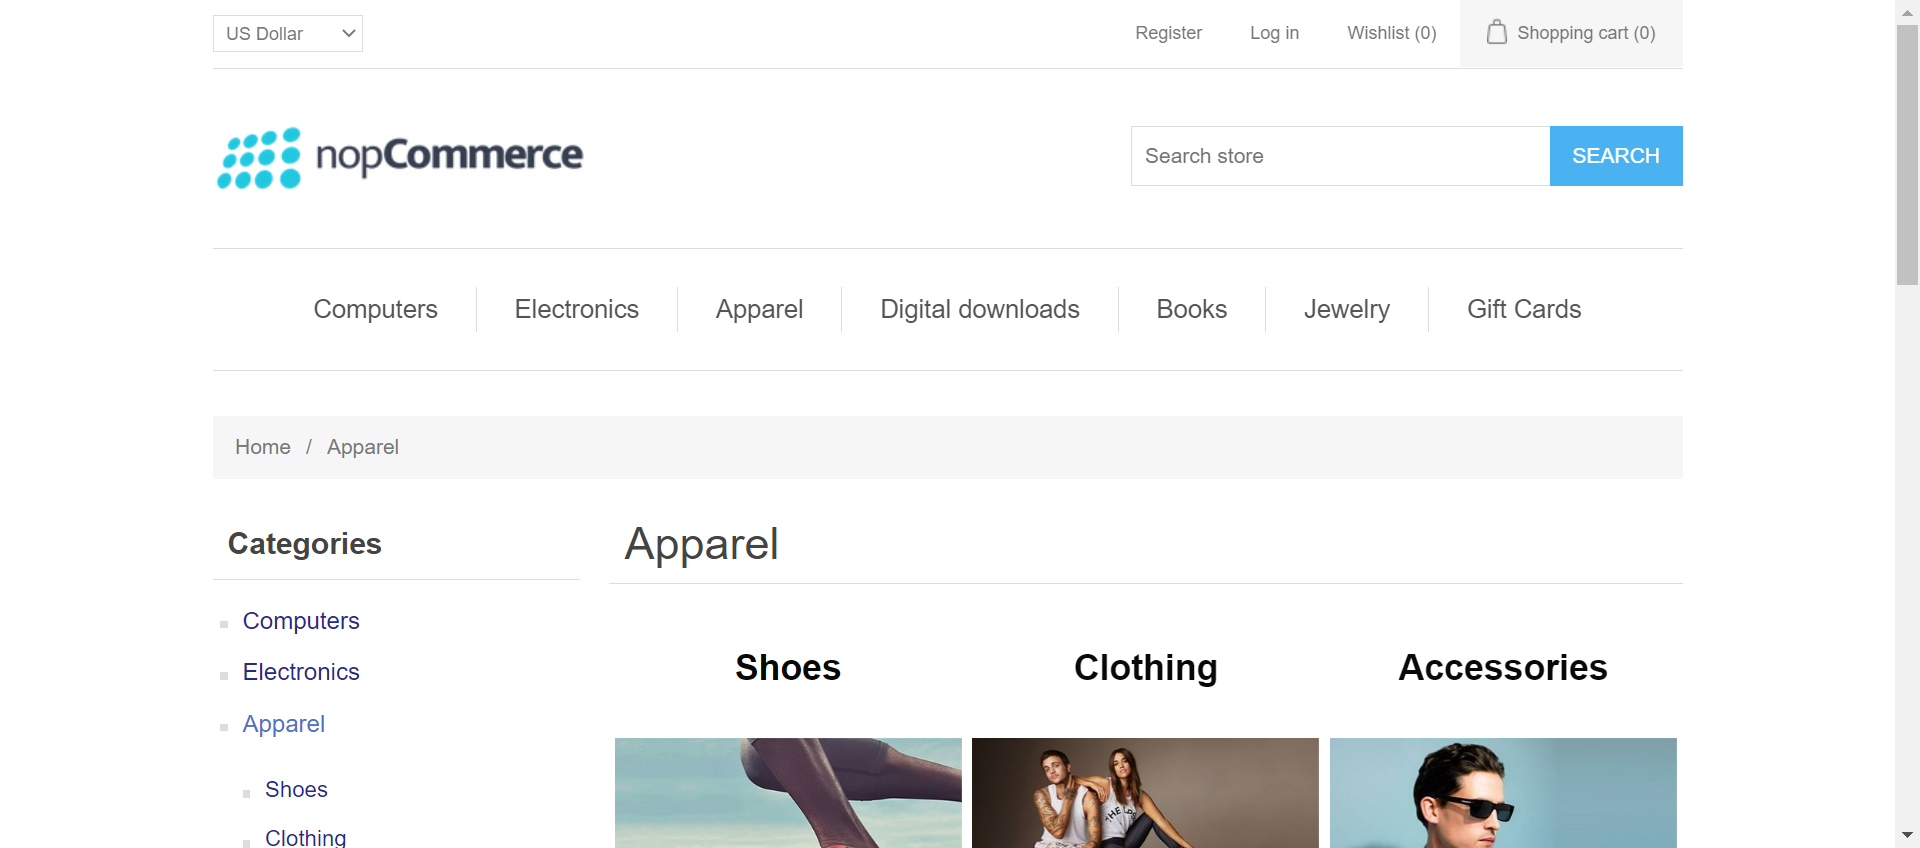 US Dollar
Register
Log in
Wishlist (0)
Shopping cart (0)
nopCommerce
Search store
SEARCH
Computers
Electronics
Apparel
Digital downloads
Books
Jewelry
Gift Cards
Home / Apparel
Categories
Computers
Electronics
Apparel
Shoes
Clothing
Apparel
Shoes
Clothing
Accessories